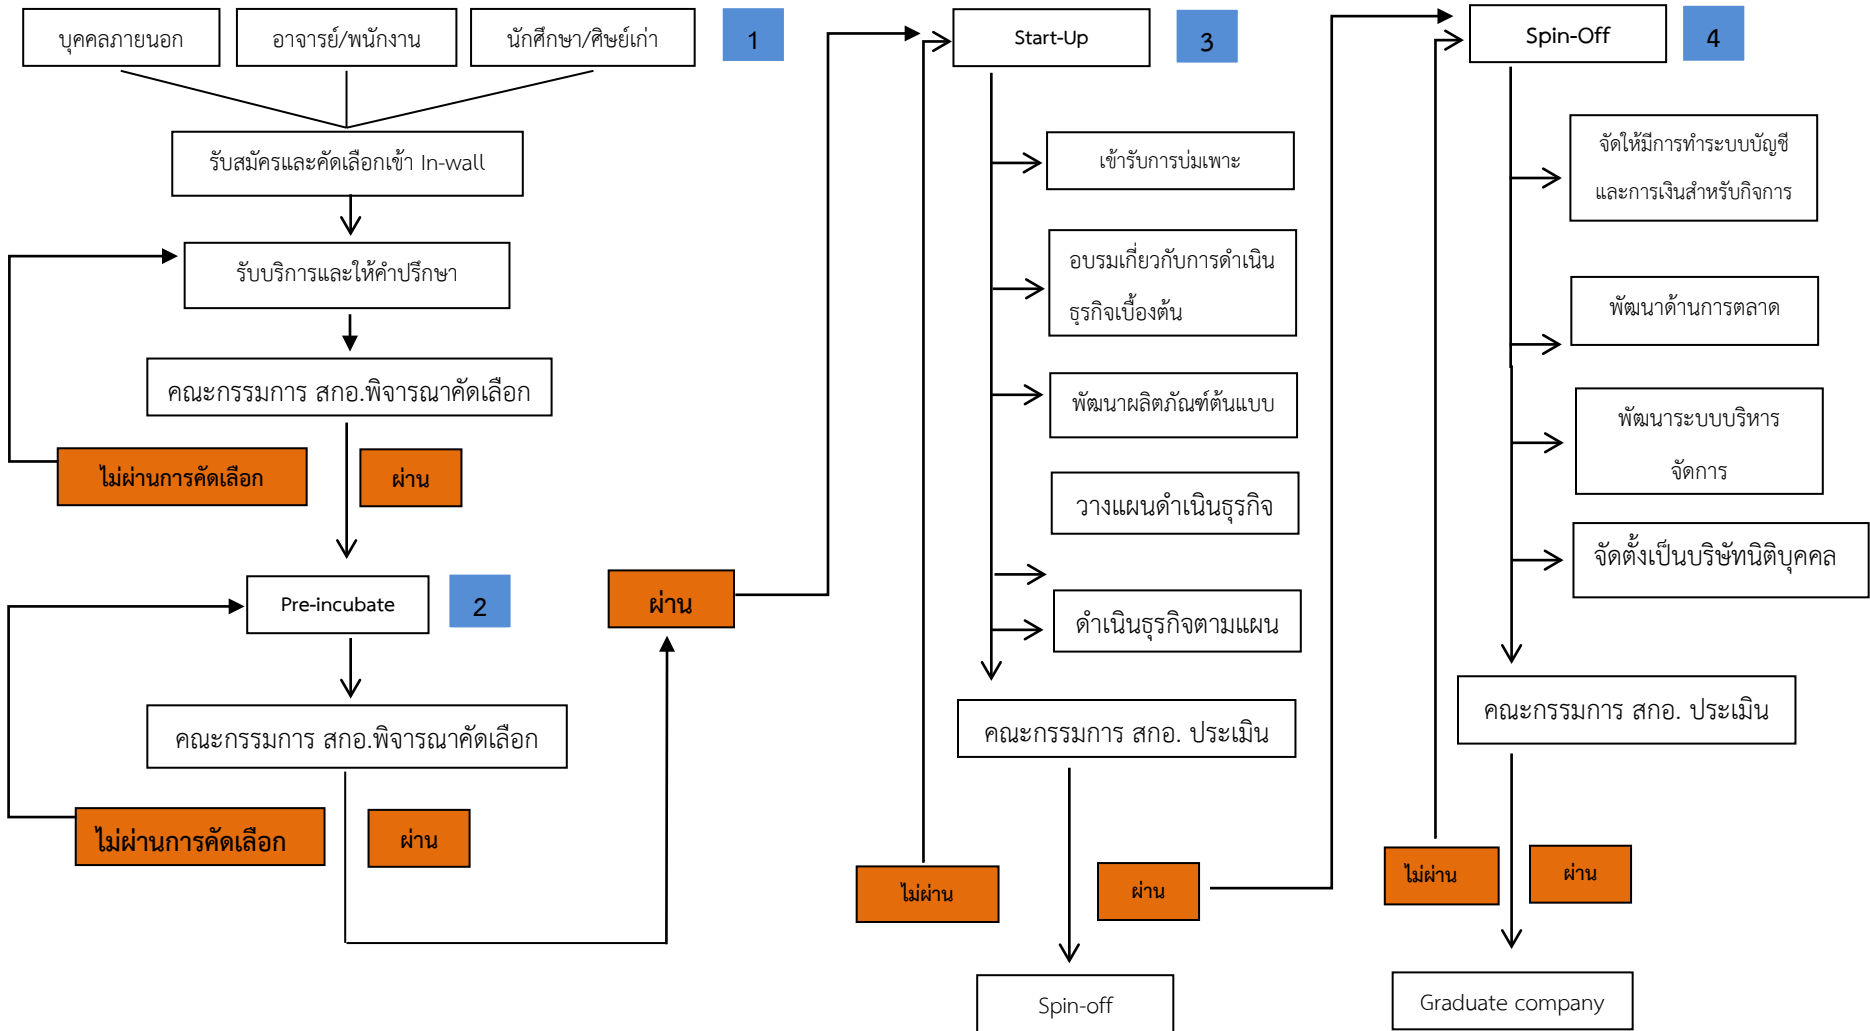 บุคคลภายนอก
อาจารย์/พนักงาน
นักศึกษา/ศิษย์เก่า
1
รับสมัครและคัดเลือกเข้า In-wall
รับบริการและให้คำปรึกษา
คณะกรรมการ สกอ.พิจารณาคัดเลือก
ไม่ผ่านการคัดเลือก
ผ่าน
Pre-incubate
2
คณะกรรมการ สกอ.พิจารณาคัดเลือก
ไม่ผ่านการคัดเลือก
ผ่าน
ผ่าน
Start-Up
3
เข้ารับการบ่มเพาะ
อบรมเกี่ยวกับการดำเนิน
ธุรกิจเบื้องต้น
พัฒนาผลิตภัณฑ์ต้นแบบ
วางแผนดำเนินธุรกิจ
ดำเนินธุรกิจตามแผน
คณะกรรมการ สกอ. ประเมิน
ไม่ผ่าน
ผ่าน
Spin-off
Spin-Off
4
จัดให้มีการทำระบบบัญชี
และการเงินสำหรับกิจการ
พัฒนาด้านการตลาด
พัฒนาระบบบริหาร
จัดการ
จัดตั้งเป็นบริษัทนิติบุคคล
คณะกรรมการ สกอ. ประเมิน
ไม่ผ่าน
ผ่าน
Graduate company